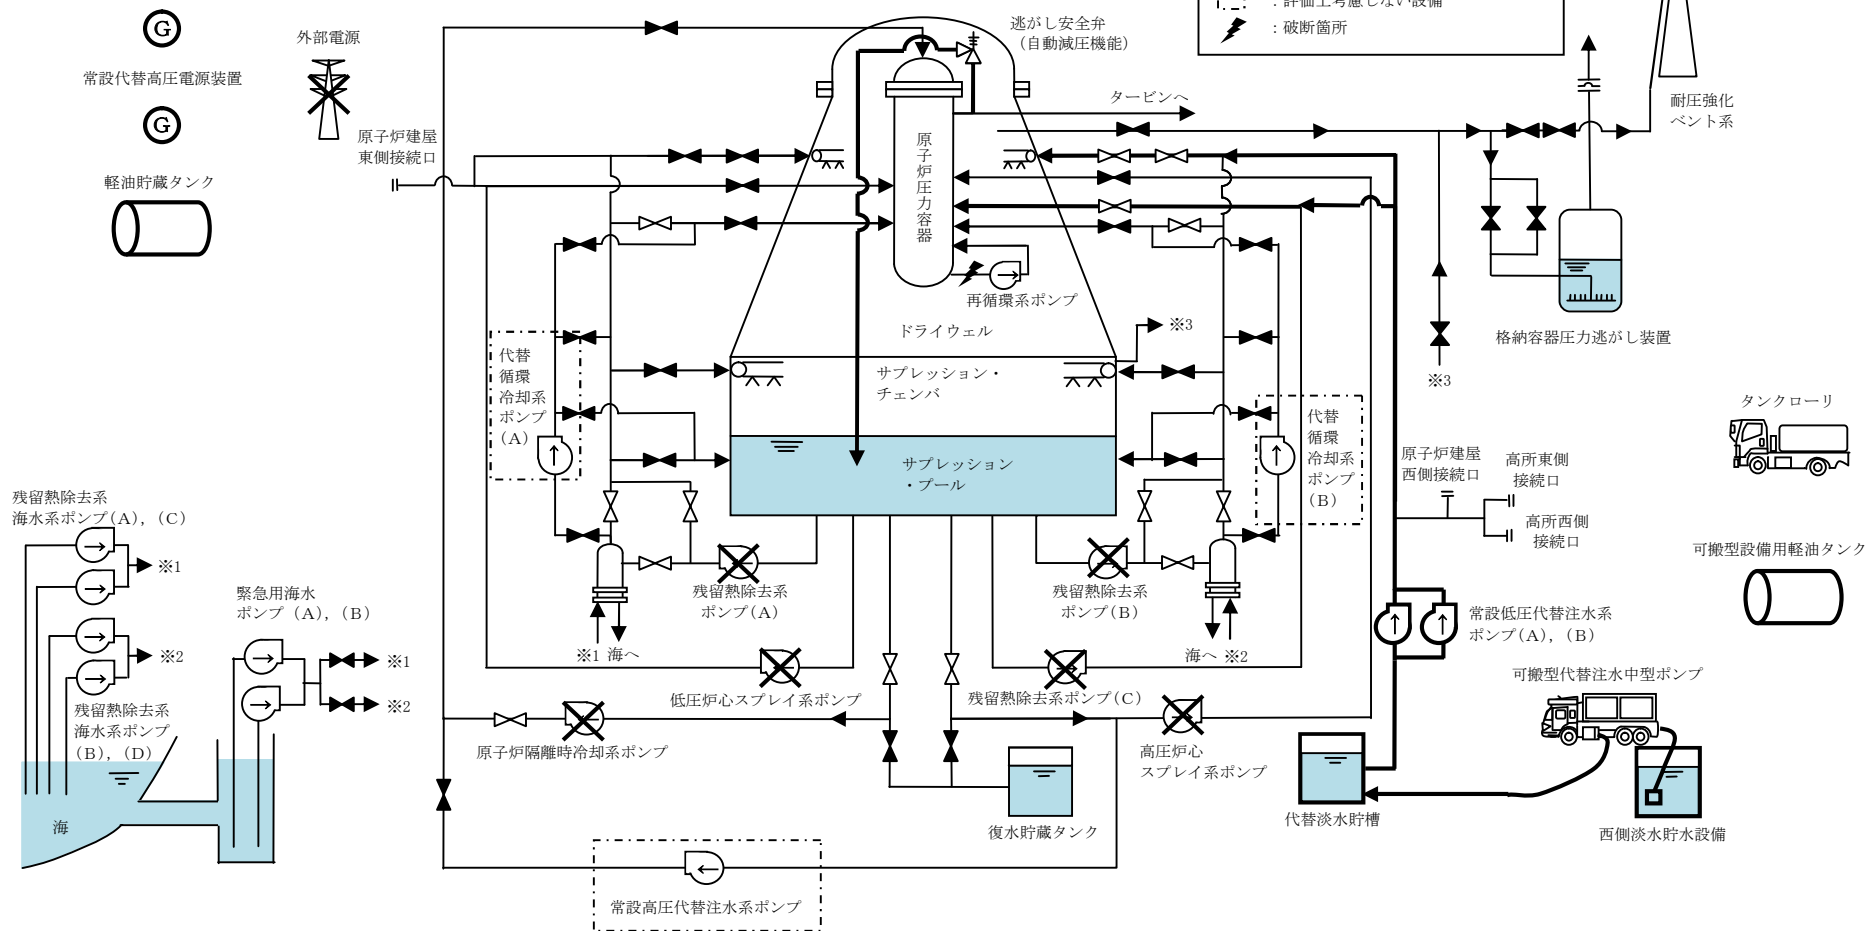 ：評価上考慮しない設備
：破断箇所
G
常設代替高圧電源装置
G
外部電源
軽油貯蔵タンク
原子炉建屋
東側接続口
逃がし安全弁
（自動減圧機能）
タービンへ
耐圧強化
ベント系
原子炉圧力容器
再循環系ポンプ
ドライウェル
※3
格納容器圧力逃がし装置
※3
サプレッション・
チェンバ
サプレッション
・プール
代替
循環
冷却系
ポンプ
（A）
代替
循環
冷却系
ポンプ
（B）
タンクローリ
原子炉建屋
西側接続口
高所東側
接続口
高所西側
接続口
可搬型設備用軽油タンク
残留熱除去系
海水系ポンプ(A)，（C）
※1
※2
残留熱除去系
海水系ポンプ
（B），（D）
緊急用海水
ポンプ（A），（B）
※1
※2
海
残留熱除去系
ポンプ(A)
※1 海へ
残留熱除去系
ポンプ(B)
海へ ※2
低圧炉心スプレイ系ポンプ
残留熱除去系ポンプ(C)
原子炉隔離時冷却系ポンプ
高圧炉心
スプレイ系ポンプ
常設低圧代替注水系
ポンプ(A)，（B）
可搬型代替注水中型ポンプ
復水貯蔵タンク
代替淡水貯槽
西側淡水貯水設備
常設高圧代替注水系ポンプ